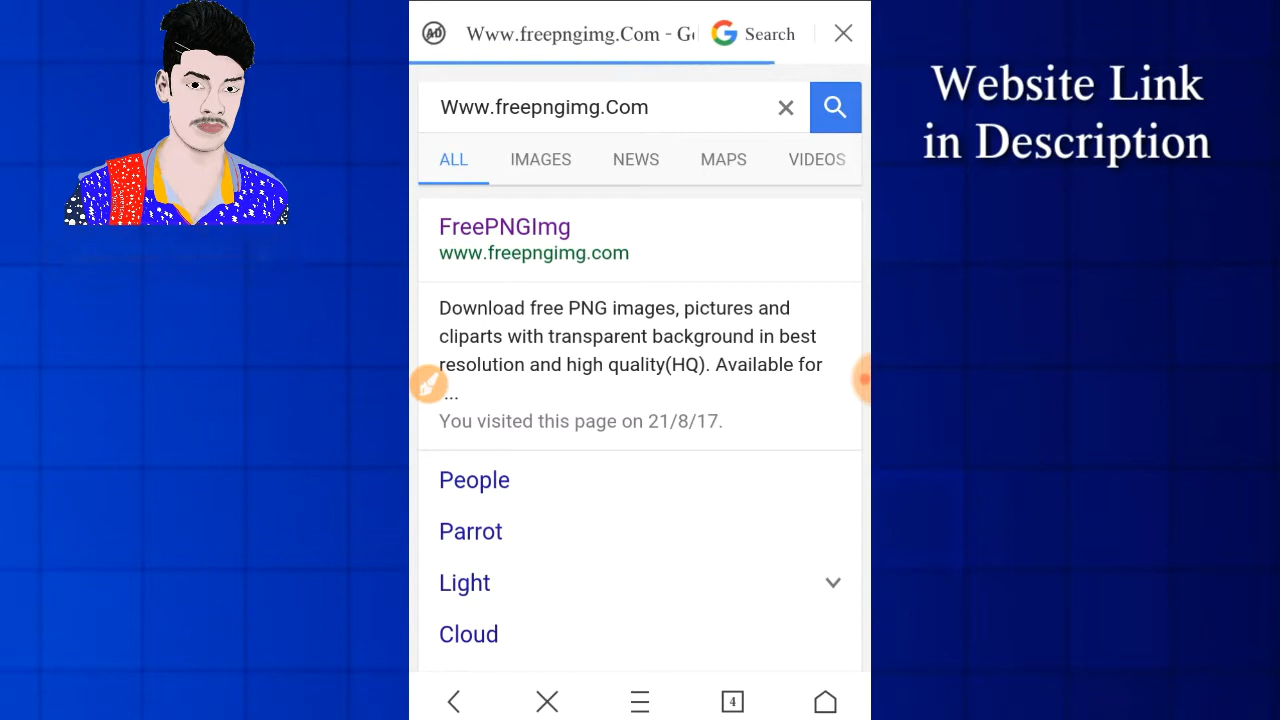 AD Www.freepngimg.Com - G Search
Www.freepngimg.Com
ALL IMAGES NEWS MAPS VIDEOS
FreePNGImg
www.freepngimg.com
Download free PNG images, pictures and
cliparts with transparent background in best
resolution and high quality(HQ). Available for
...
You visited this page on 21/8/17.
People
Parrot
Light
Cloud
4
Website Link
in Description